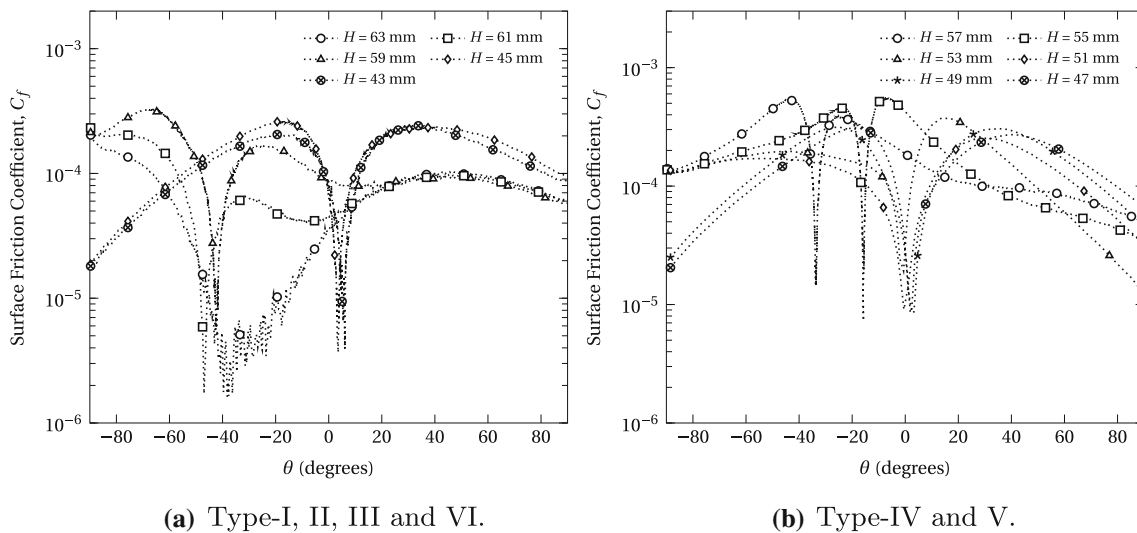 10⁻³
10⁻⁴
10⁻⁵
10⁻⁶
Surface Friction Coefficient, C_f
H = 63 mm
H = 61 mm
H = 59 mm
H = 45 mm
H = 43 mm
−80 −60 −40 −20 0 20 40 60 80
θ (degrees)
(a) Type-I, II, III and VI.
10⁻³
10⁻⁴
10⁻⁵
10⁻⁶
Surface Friction Coefficient, C_f
H = 57 mm
H = 55 mm
H = 53 mm
H = 51 mm
H = 49 mm
H = 47 mm
−80 −60 −40 −20 0 20 40 60 80
θ (degrees)
(b) Type-IV and V.